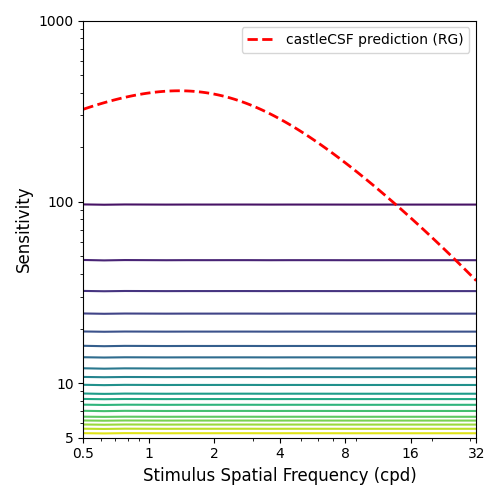 1000
castleCSF prediction (RG)
100
10
5
Sensitivity
0.5 1 2 4 8 16 32
Stimulus Spatial Frequency (cpd)